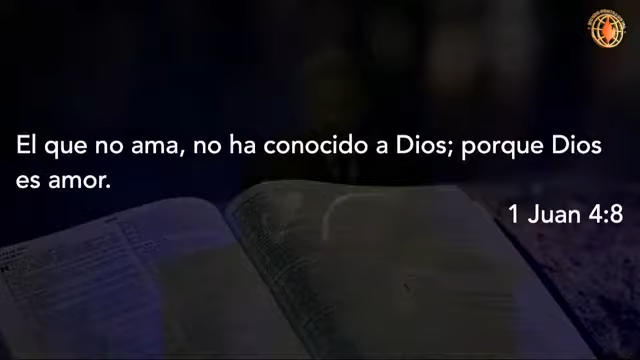 El que no ama, no ha conocido a Dios; porque Dios
es amor.
1 Juan 4:8